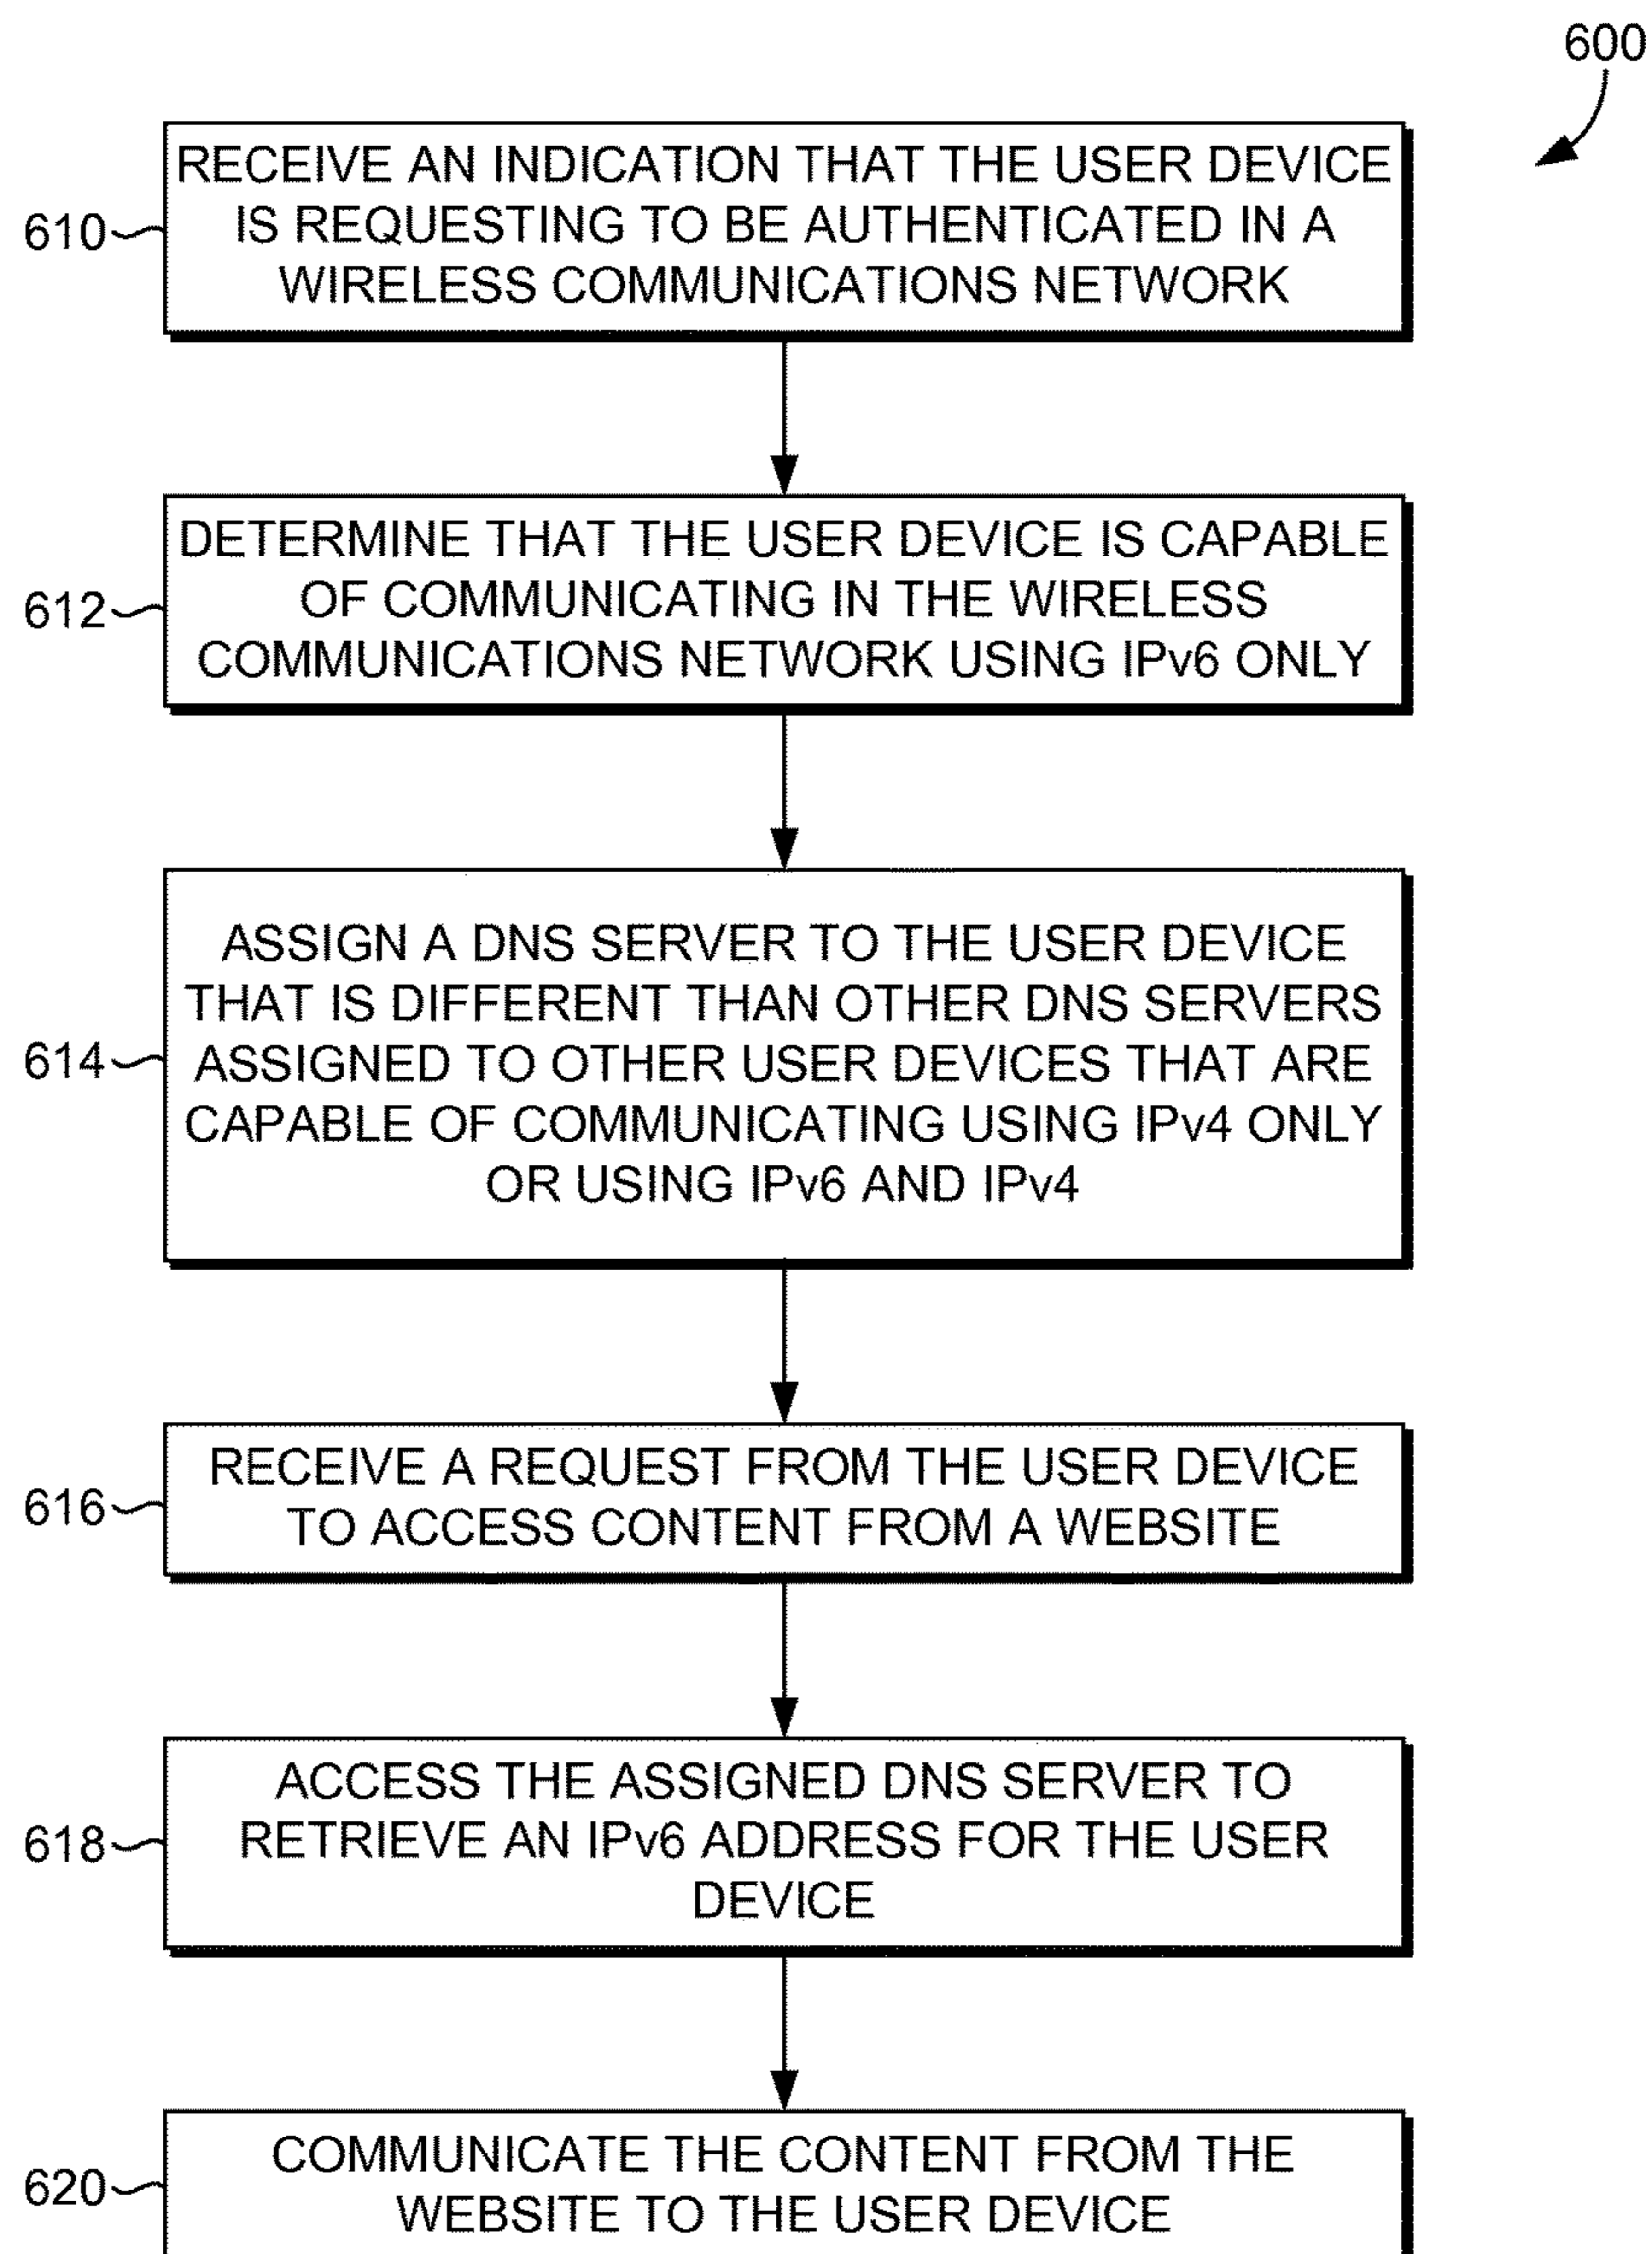 600
RECEIVE AN INDICATION THAT THE USER DEVICE
IS REQUESTING TO BE AUTHENTICATED IN A
WIRELESS COMMUNICATIONS NETWORK
610
DETERMINE THAT THE USER DEVICE IS CAPABLE
OF COMMUNICATING IN THE WIRELESS
COMMUNICATIONS NETWORK USING IPv6 ONLY
612
ASSIGN A DNS SERVER TO THE USER DEVICE
THAT IS DIFFERENT THAN OTHER DNS SERVERS
ASSIGNED TO OTHER USER DEVICES THAT ARE
CAPABLE OF COMMUNICATING USING IPv4 ONLY
OR USING IPv6 AND IPv4
614
RECEIVE A REQUEST FROM THE USER DEVICE
TO ACCESS CONTENT FROM A WEBSITE
616
ACCESS THE ASSIGNED DNS SERVER TO
RETRIEVE AN IPv6 ADDRESS FOR THE USER
DEVICE
618
COMMUNICATE THE CONTENT FROM THE
WEBSITE TO THE USER DEVICE
620